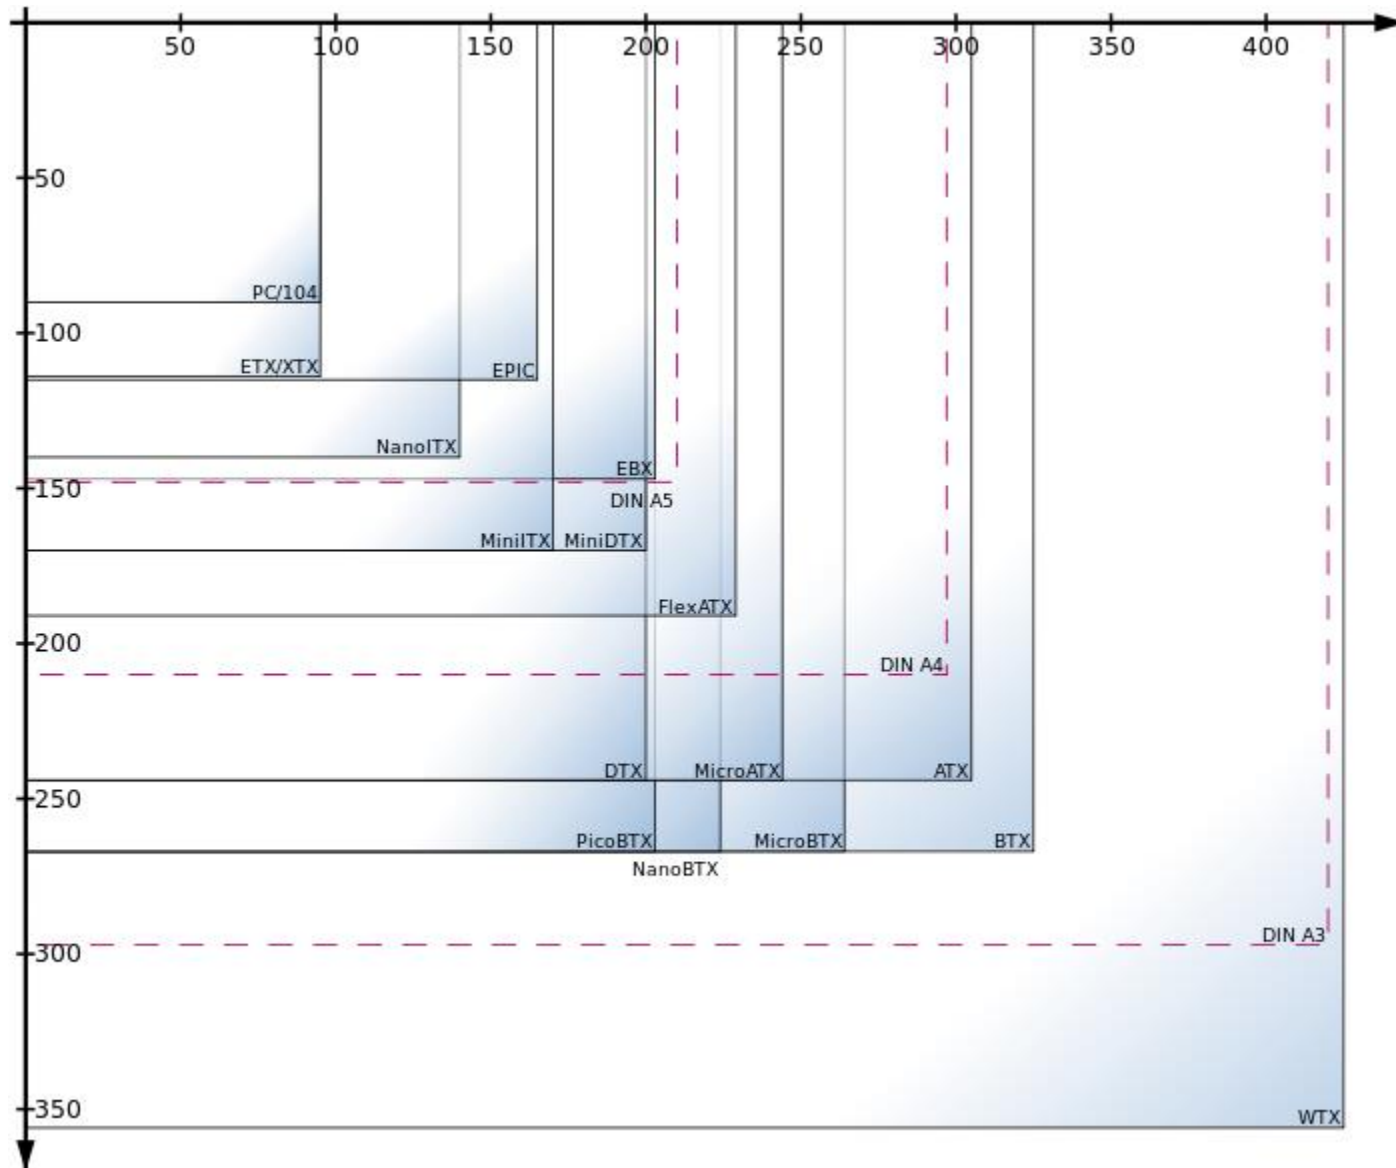 50 100 150 200 250 300 350 400
50
PC/104
100
ETX/XTX EPIC
NanoITX
EBX
150
DIN A5
MiniITX MiniDTX
FlexATX
200
DIN A4
DTX MicroATX ATX
250
PicoBTX MicroBTX BTX
NanoBTX
DIN A3
300
350
WTX